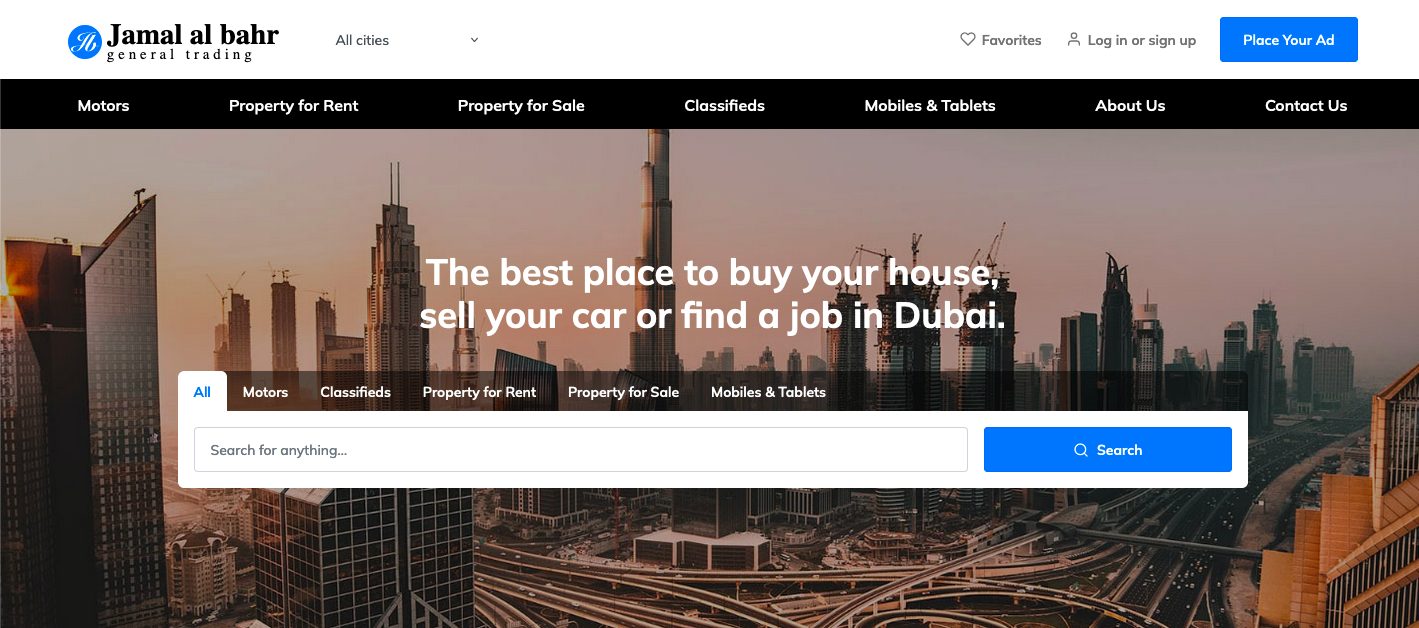 Jb Jamal al bahr
general trading
All cities
Favorites
Log in or sign up
Place Your Ad
Motors
Property for Rent
Property for Sale
Classifieds
Mobiles & Tablets
About Us
Contact Us
The best place to buy your house,
sell your car or find a job in Dubai.
All
Motors
Classifieds
Property for Rent
Property for Sale
Mobiles & Tablets
Search for anything...
Search